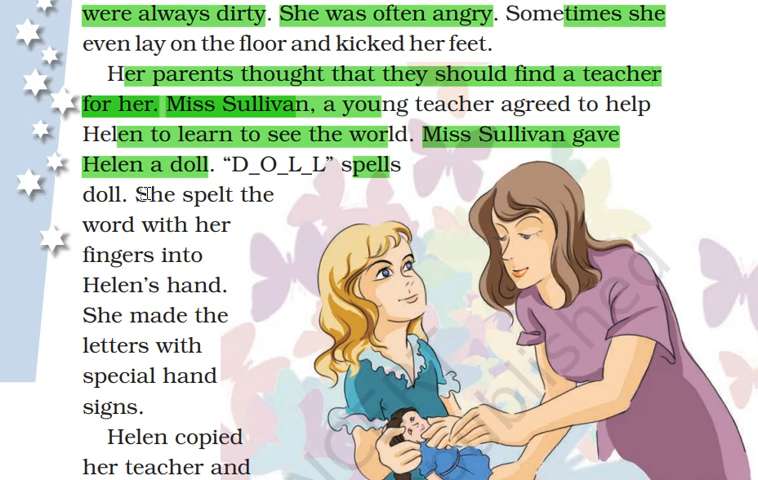 were always dirty. She was often angry. Sometimes she
even lay on the floor and kicked her feet.
Her parents thought that they should find a teacher
for her. Miss Sullivan, a young teacher agreed to help
Helen to learn to see the world. Miss Sullivan gave
Helen a doll. “D_O_L_L” spells
doll. She spelt the
word with her
fingers into
Helen’s hand.
She made the
letters with
special hand
signs.
Helen copied
her teacher and